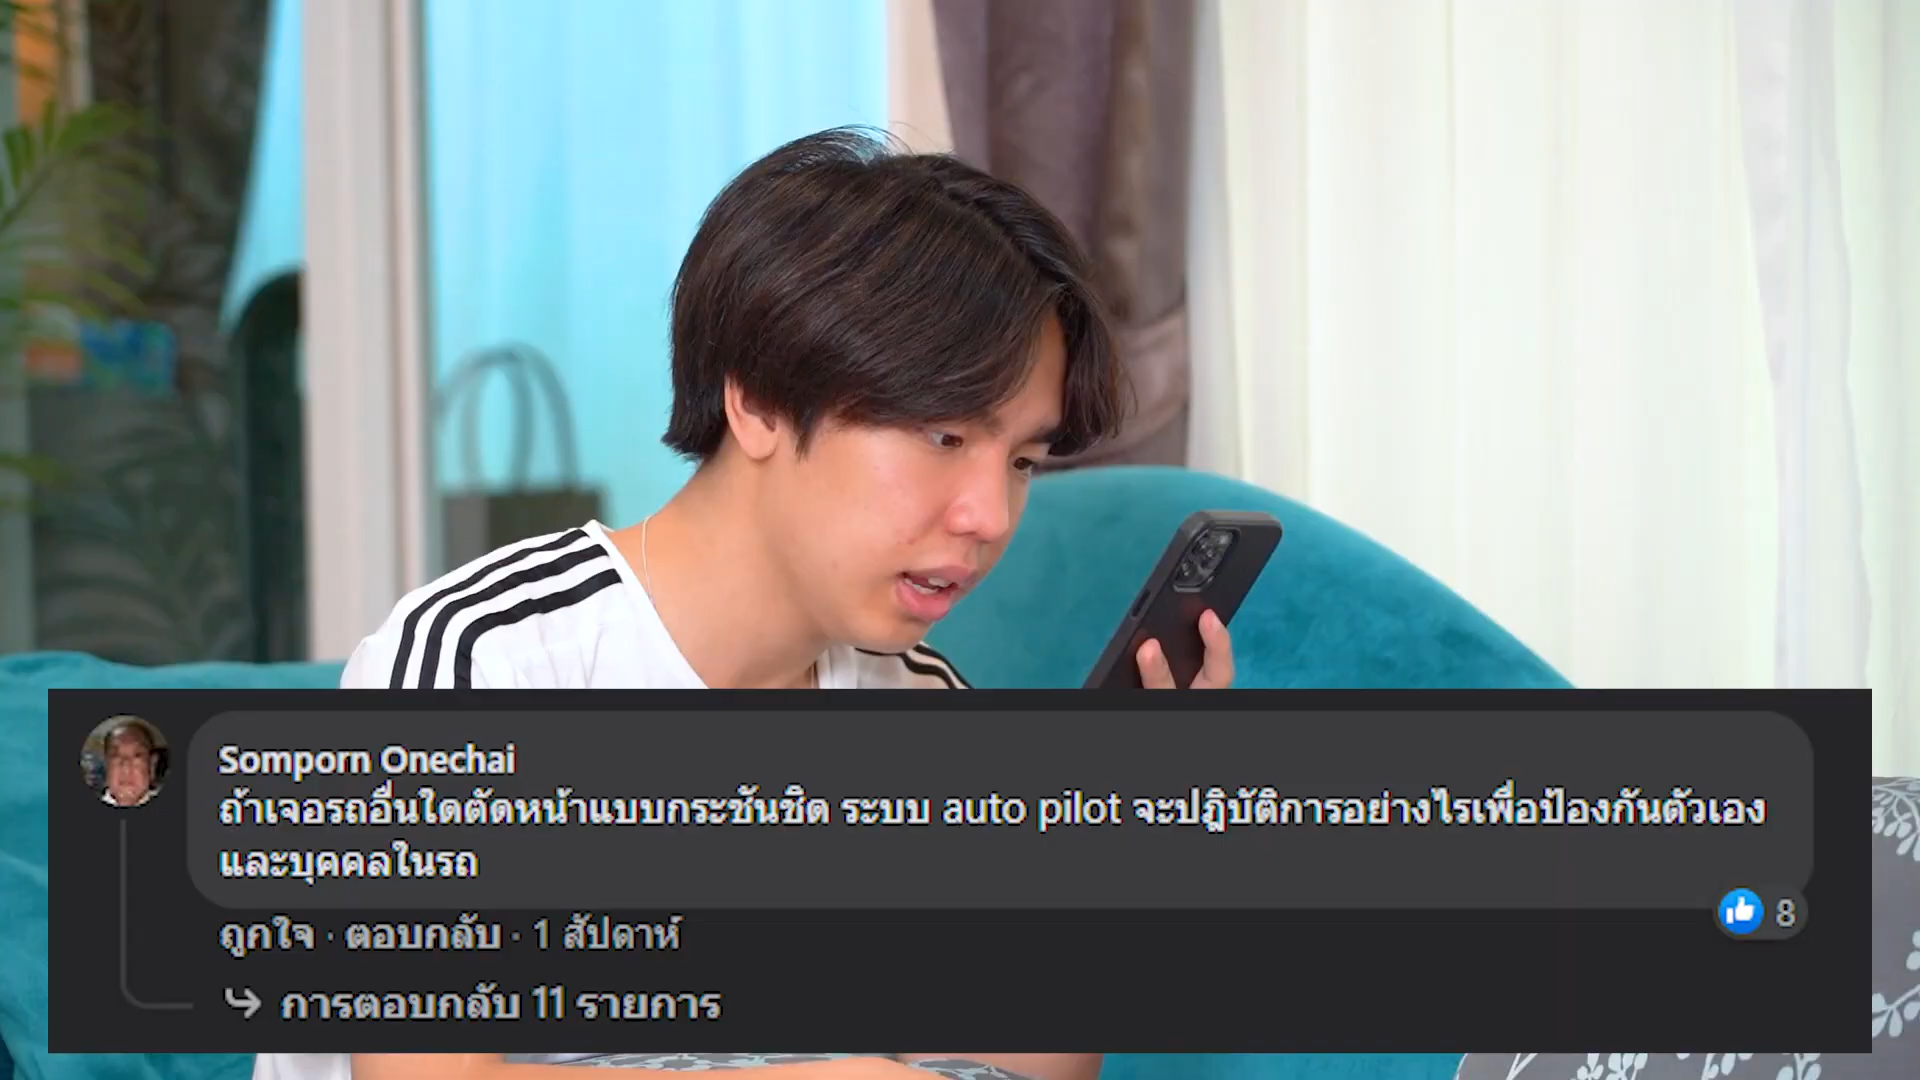 Somporn Onechai
ถ้าเจอรถอื่นใดตัดหน้าแบบกระชันชิด ระบบ auto pilot จะปฎิบัติการอย่างไรเพื่อป้องกันตัวเอง
และบุคคลในรถ
8
ถูกใจ · ตอบกลับ · 1 สัปดาห์
การตอบกลับ 11 รายการ